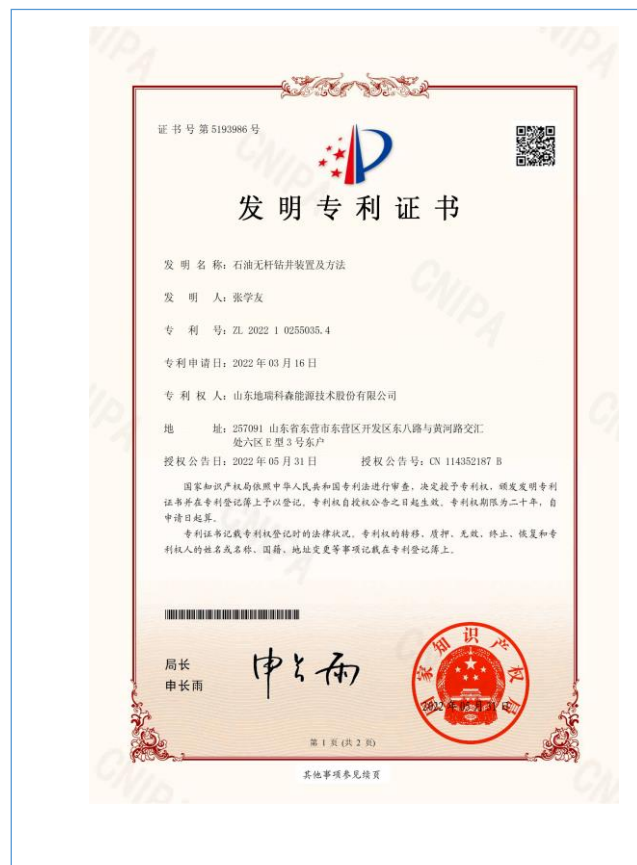 证书号第5193986号
发明专利证书
发明名称：石油无杆钻井装置及方法
发明人：张学友
专利号：ZL 2022 1 0255035.4
专利申请日：2022年03月16日
专利权人：山东地瑞科森能源技术股份有限公司
地址：257091 山东省东营市东营区开发区东八路与黄河路交汇
处六区E型3号东户
授权公告日：2022年05月31日 授权公告号：CN 114352187 B
国家知识产权局依照中华人民共和国专利法进行审查，决定授予专利权，颁发发明专利
证书并在专利登记簿上予以登记。专利权自授权公告之日起生效。专利权期限为二十年，自
申请日起算。
专利证书记载专利权登记时的法律状况。专利权的转移、质押、无效、终止、恢复和专
利权人的姓名或名称、国籍、地址变更等事项记载在专利登记簿上。
局长
申长雨
申长雨
国家知识产权局
2022年05月31日
第 1 页 (共 2 页)
其他事项参见续页
CNIPA